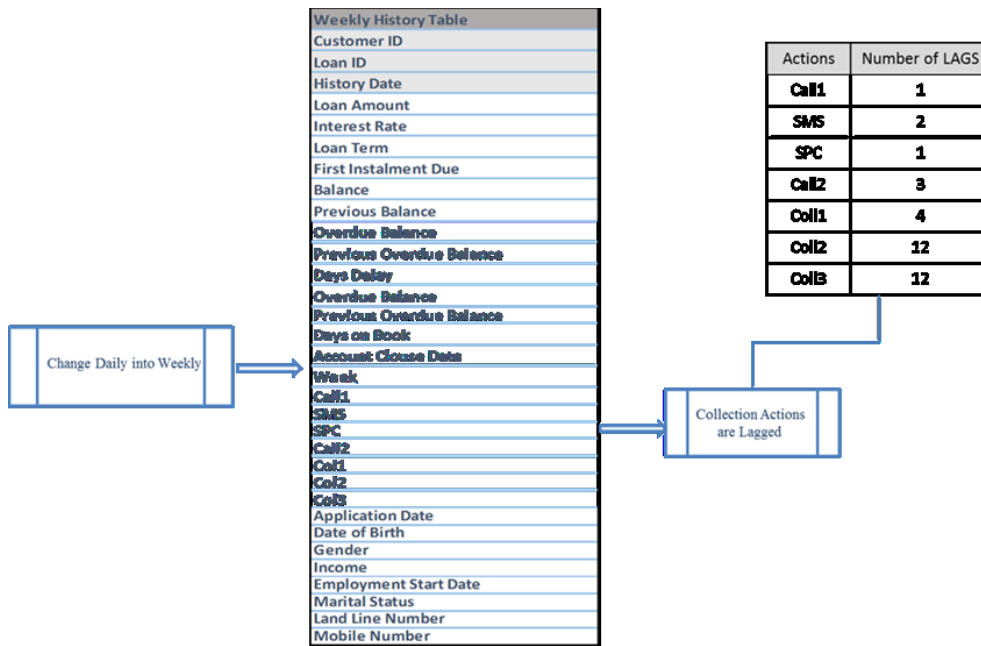 Change Daily into Weekly
Weekly History Table
Customer ID
Loan ID
History Date
Loan Amount
Interest Rate
Loan Term
First Instalment Due
Balance
Previous Balance
Overdue Balance
Previous Overdue Balance
Days Delay
Overdue Balance
Previous Overdue Balance
Days on Book
Account Clouse Date
Week
Call1
SMS
SPC
Call2
Col1
Col2
Col3
Application Date
Date of Birth
Gender
Income
Employment Start Date
Marital Status
Land Line Number
Mobile Number
Collection Actions
are Lagged
Actions Number of LAGS
Call1 1
SMS 2
SPC 1
Call2 3
Coll1 4
Coll2 12
Coll3 12